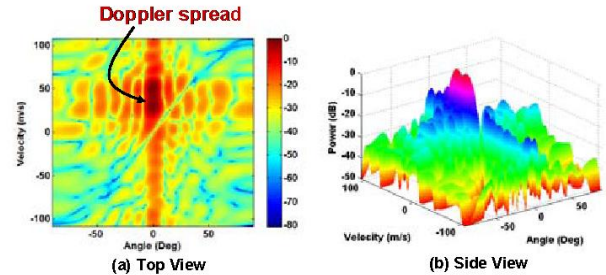 Doppler spread
100
50
0
-50
-100
Velocity (m/s)
-50 0 50
Angle (Deg)
0
-10
-20
-30
-40
-50
-60
-70
-80
(a) Top View
0
-10
-20
-30
-40
-50
Power (dB)
100
0
-100
Velocity (m/s)
-50
0
50
Angle (Deg)
(b) Side View